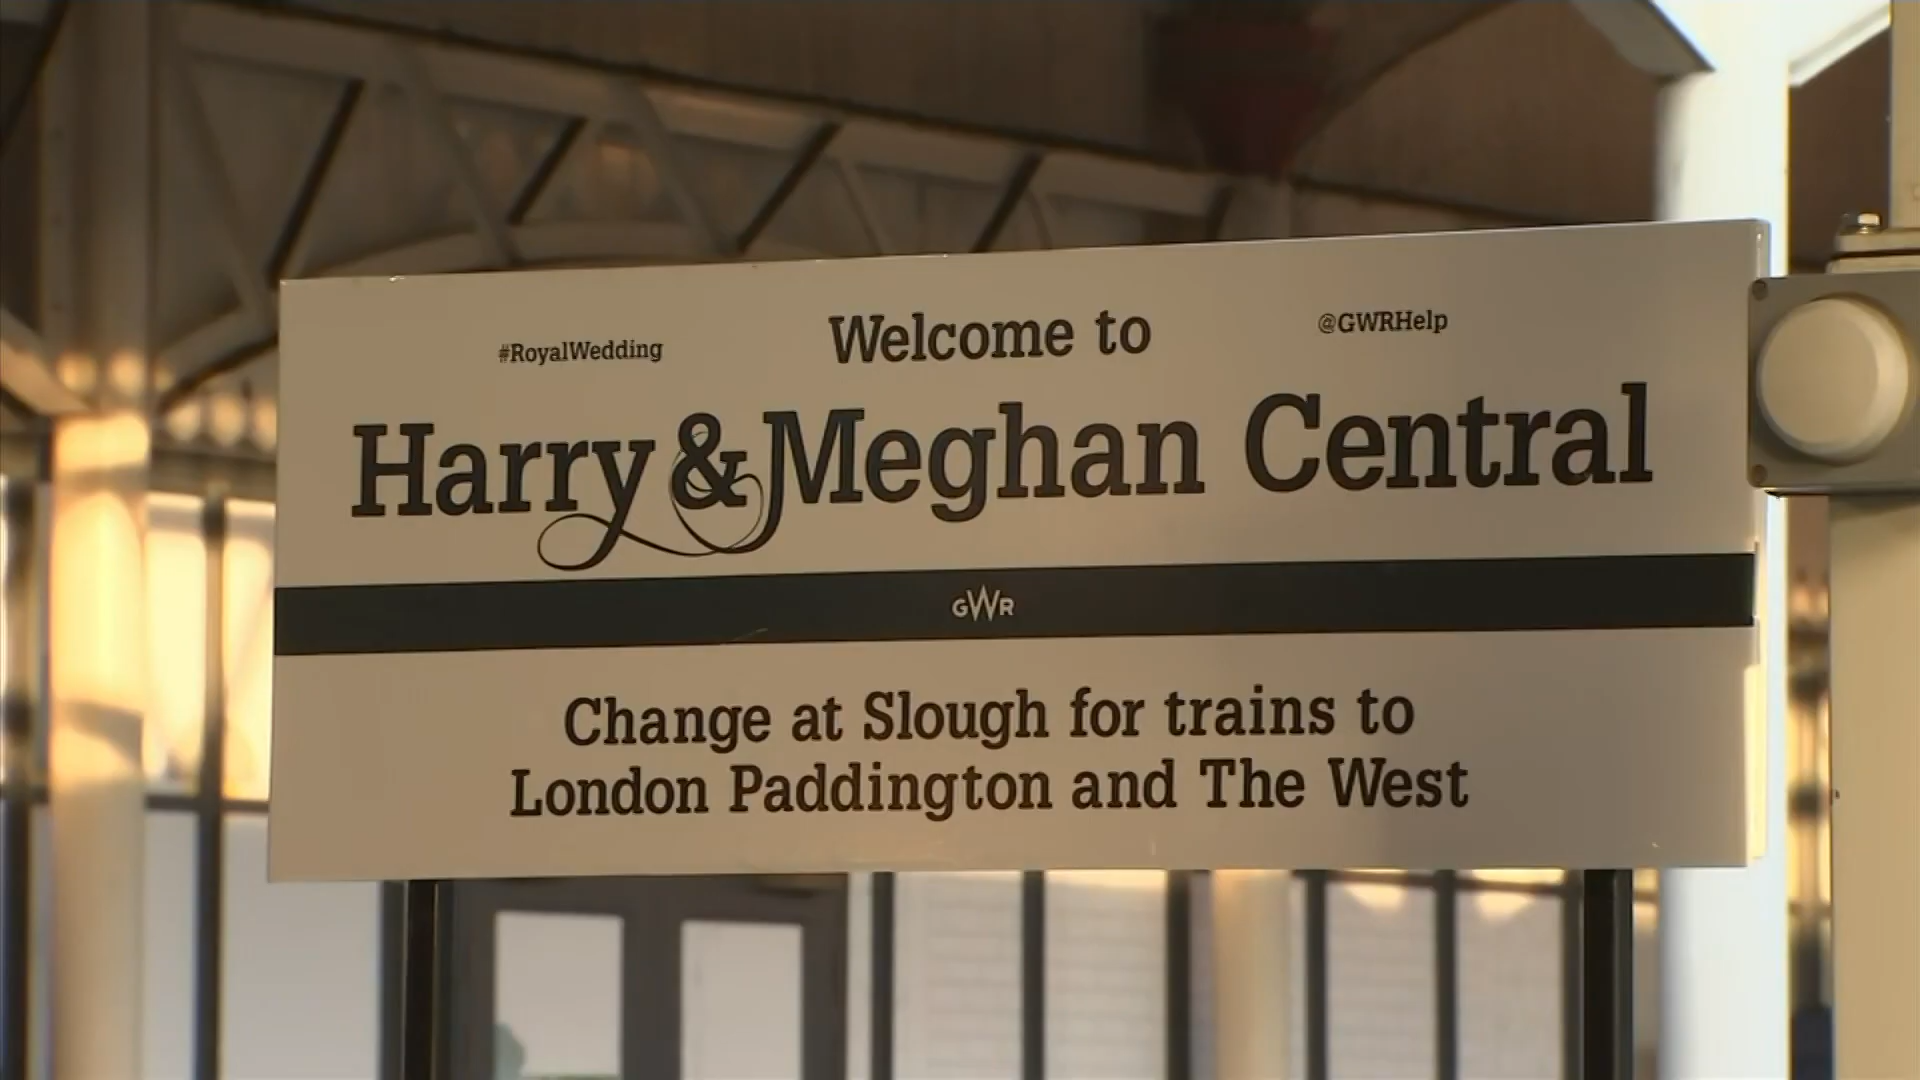 #RoyalWedding
Welcome to
@GWRHelp
Harry & Meghan Central
GWR
Change at Slough for trains to
London Paddington and The West